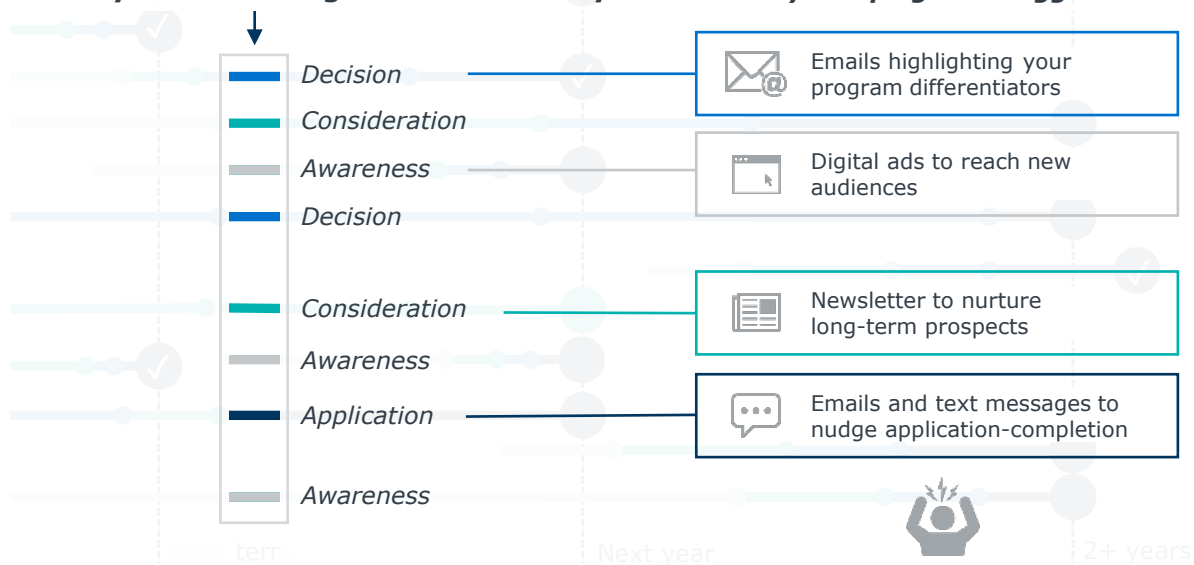 Decision
Emails highlighting your
program differentiators
Consideration
Awareness
Digital ads to reach new
audiences
Decision
Consideration
Newsletter to nurture
long-term prospects
Awareness
Application
Emails and text messages to
nudge application-completion
Awareness
Next year
2+ years